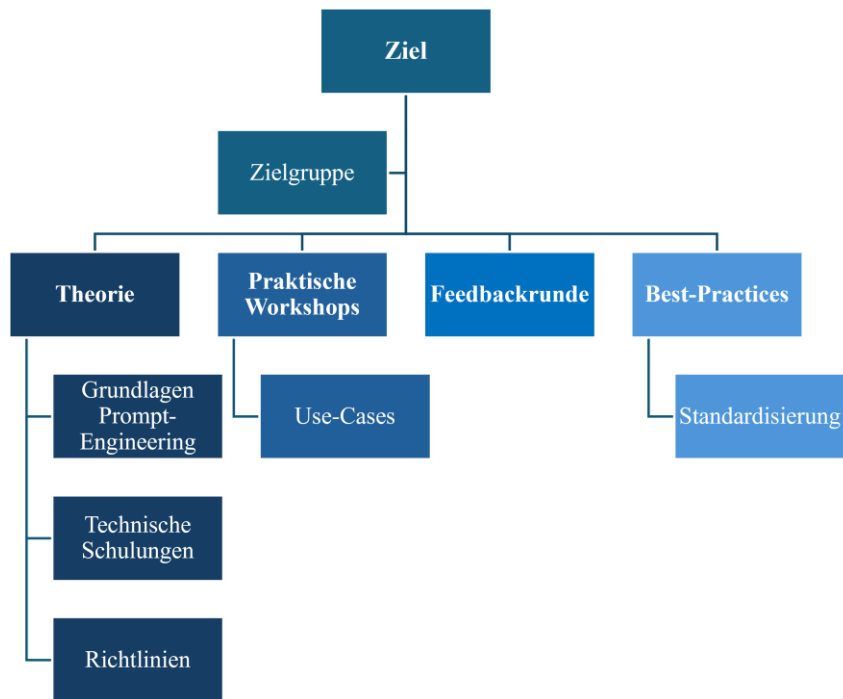 Ziel
Zielgruppe
Theorie
Praktische
Workshops
Feedbackrunde
Best-Practices
Grundlagen
Prompt-
Engineering
Use-Cases
Standardisierung
Technische
Schulungen
Richtlinien